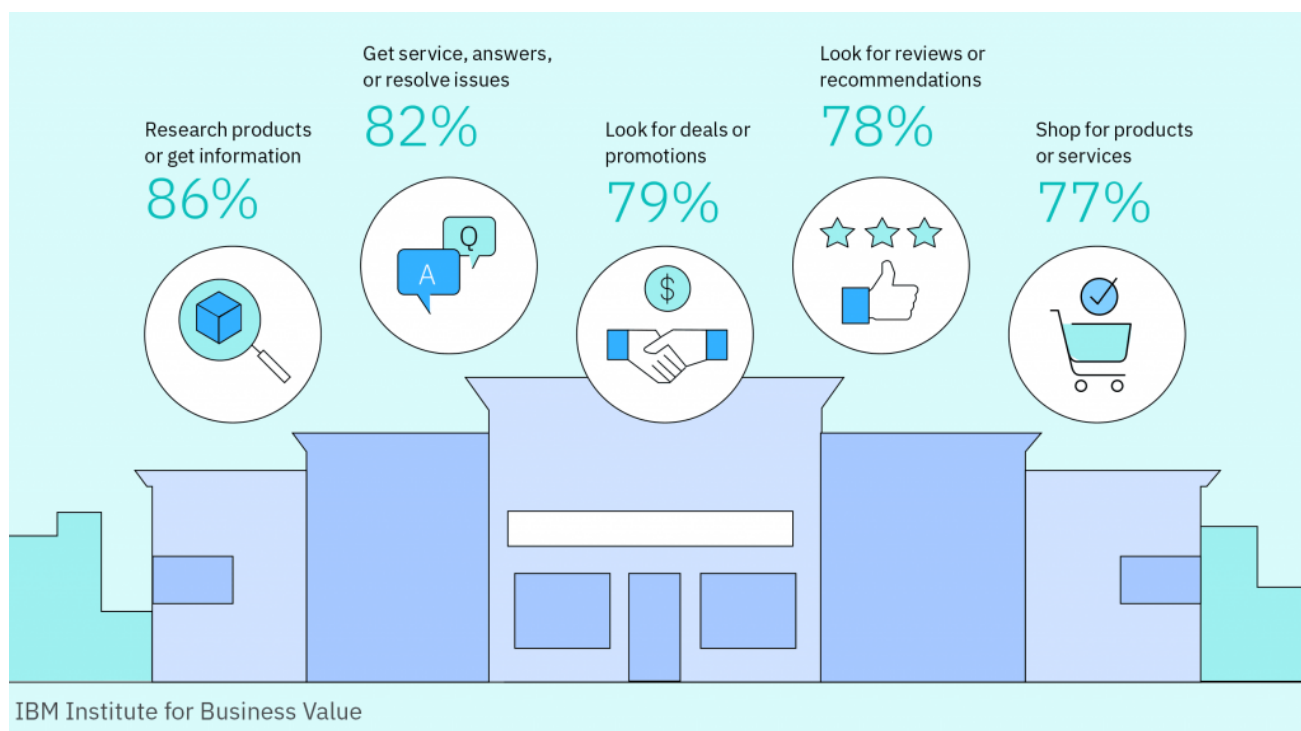 Research products
or get information
86%
Get service, answers,
or resolve issues
82%
Q
A
Look for deals or
promotions
79%
$
Look for reviews or
recommendations
78%
Shop for products
or services
77%
IBM Institute for Business Value